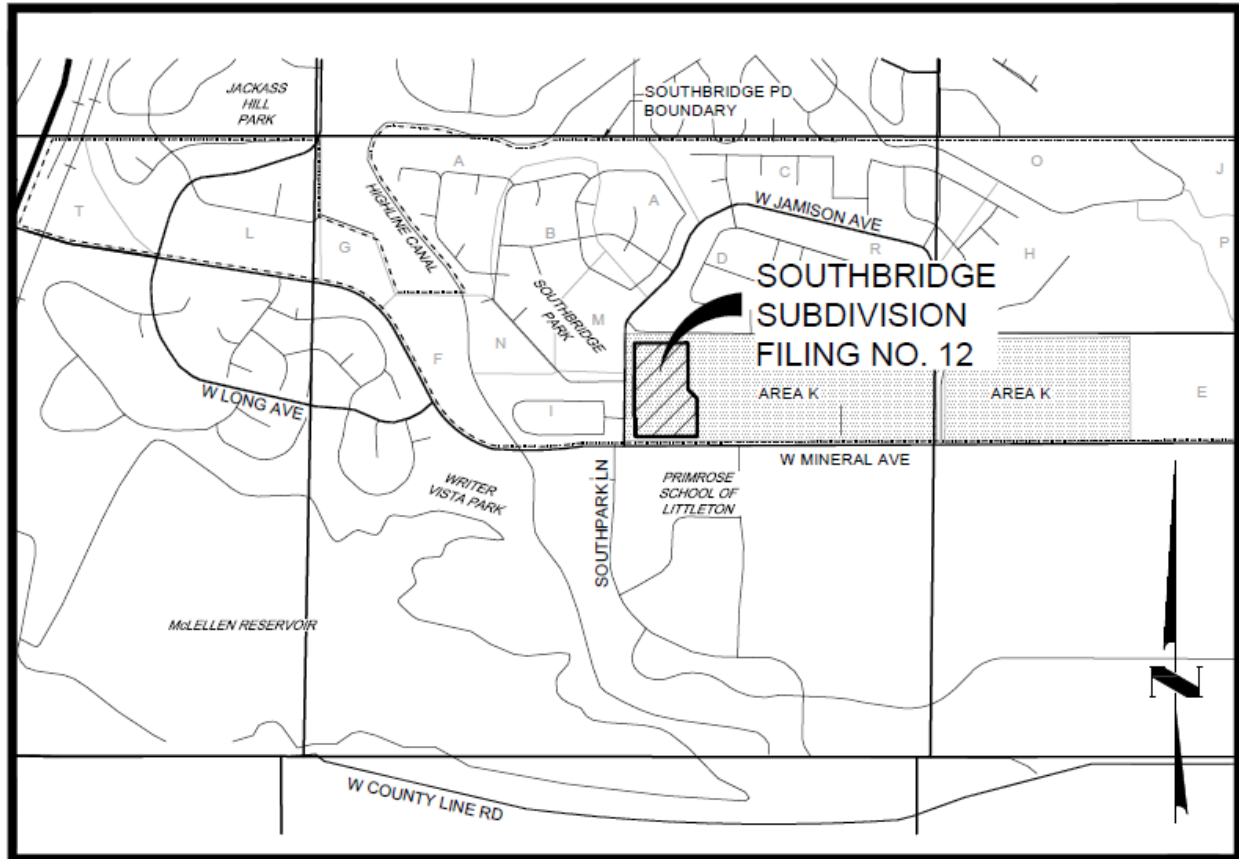 JACKASS
HILL
PARK
SOUTHBRIDGE PD
BOUNDARY
A
O
J
C
HIGHLINE CANAL
T
A
W JAMISON AVE
L
G
B
R
P
D
H
SOUTHBRIDGE
SUBDIVISION
FILING NO. 12
SOUTHBRIDGE
PARK
M
N
F
W LONG AVE
I
AREA K
AREA K
E
W MINERAL AVE
WRITER
VISTA PARK
SOUTHPARK LN
PRIMROSE
SCHOOL OF
LITTLETON
McLELLEN RESERVOIR
N
W COUNTY LINE RD